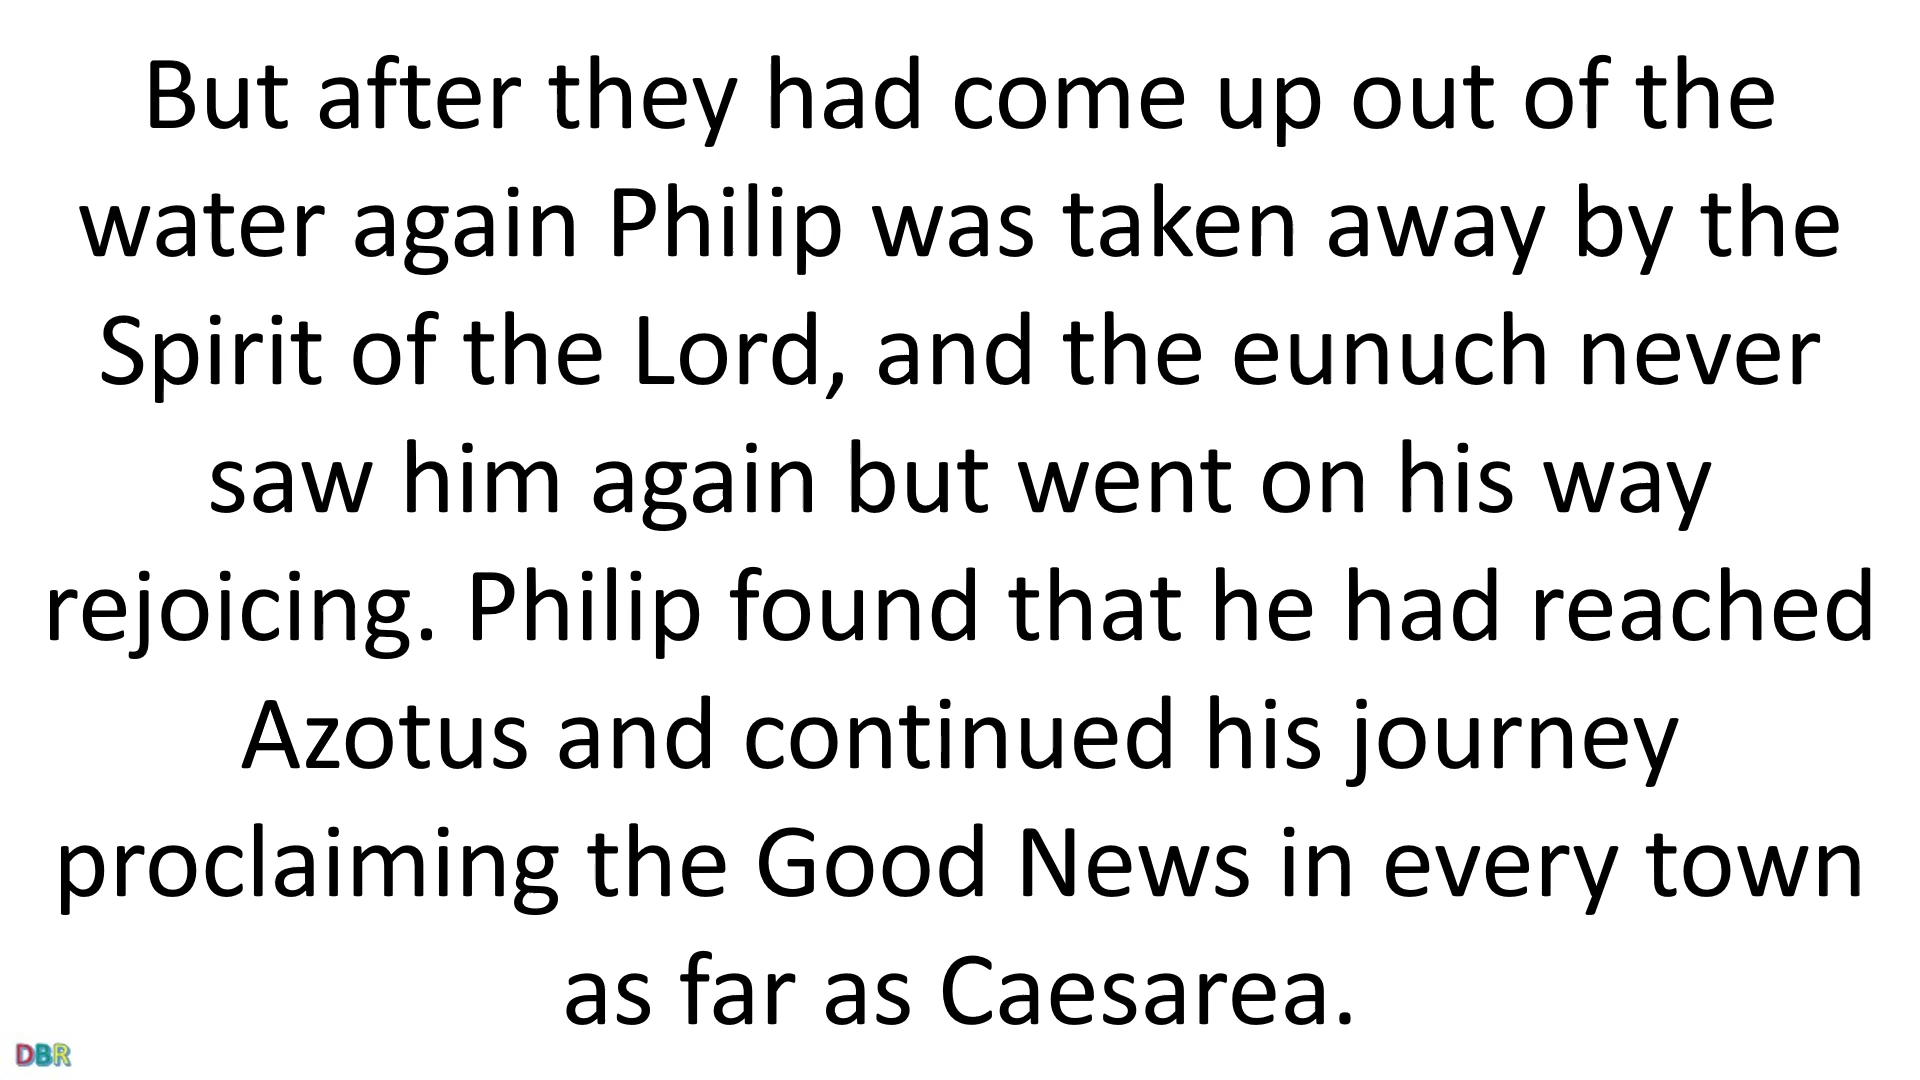 But after they had come up out of the
water again Philip was taken away by the
Spirit of the Lord, and the eunuch never
saw him again but went on his way
rejoicing. Philip found that he had reached
Azotus and continued his journey
proclaiming the Good News in every town
as far as Caesarea.
DBR